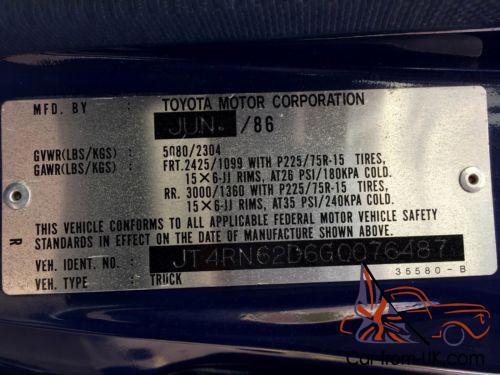 MFD. BY : TOYOTA MOTOR CORPORATION
JUN. /86
GVWR(LBS/KGS) : 5080/2304
GAWR(LBS/KGS) : FRT. 2425/1099 WITH P225/75R-15 TIRES,
15×6-JJ RIMS, AT26 PSI/180KPA COLD.
RR. 3000/1360 WITH P225/75R-15 TIRES,
15×6-JJ RIMS, AT35 PSI/240KPA COLD.
THIS VEHICLE CONFORMS TO ALL APPLICABLE FEDERAL MOTOR VEHICLE SAFETY
R STANDARDS IN EFFECT ON THE DATE OF MANUFACTURE SHOWN ABOVE.
VEH. IDENT. NO. : JT4RN62D6G0076487
VEH. TYPE : TRUCK 35580-B
Car-from-UK.com